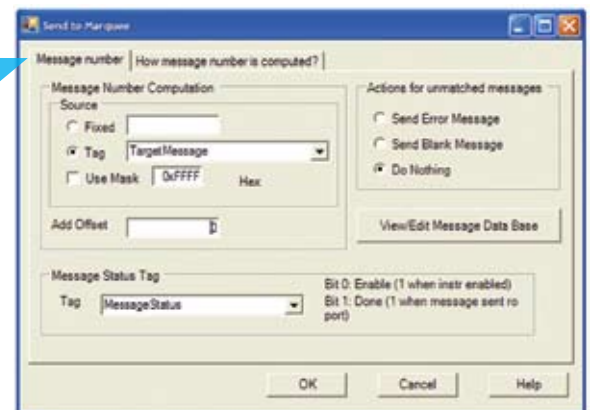 Send to Marquee
Message number
How message number is computed?
Message Number Computation
Source
Fixed
Tag TargetMessage
Use Mask 0xFFFF Hex
Add Offset 0
Actions for unmatched messages
Send Error Message
Send Blank Message
Do Nothing
View/Edit Message Data Base
Message Status Tag
Tag MessageStatus
Bit 0: Enable (1 when instr enabled)
Bit 1: Done (1 when message sent ro
port)
OK
Cancel
Help